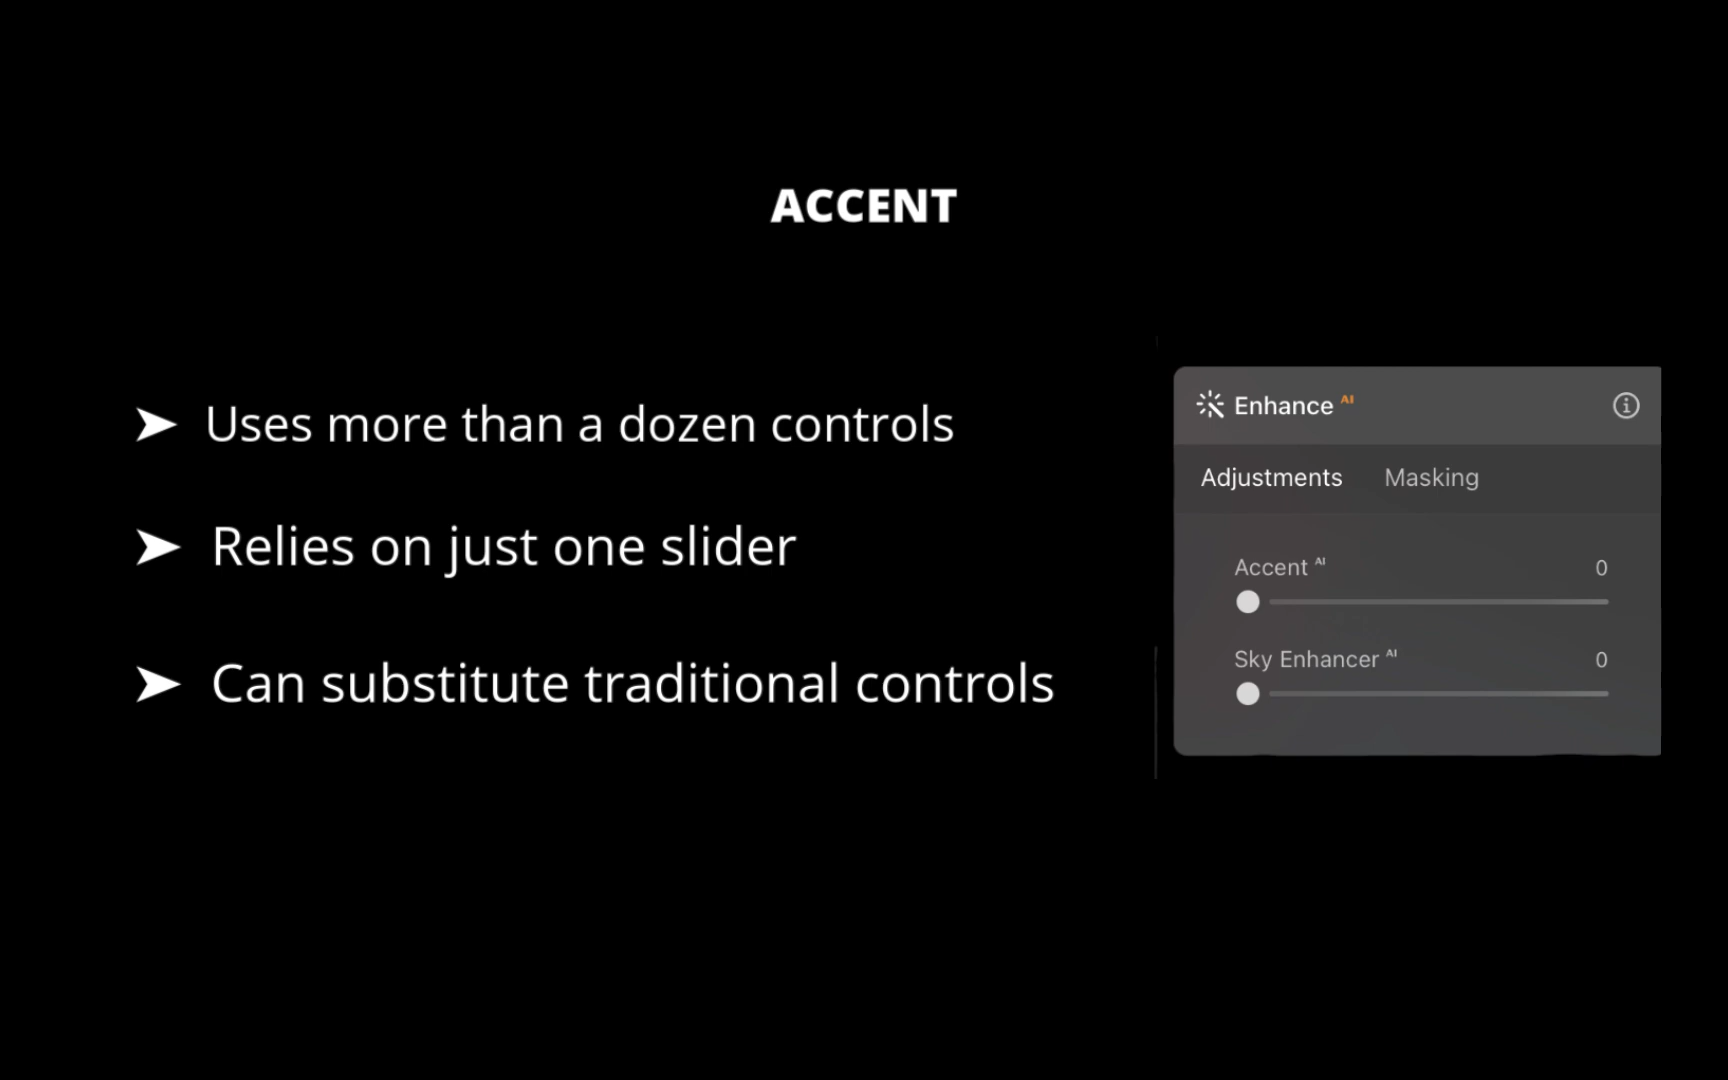 ACCENT
➤ Uses more than a dozen controls
➤ Relies on just one slider
➤ Can substitute traditional controls
Enhance AI
Adjustments Masking
Accent AI 0
Sky Enhancer AI 0